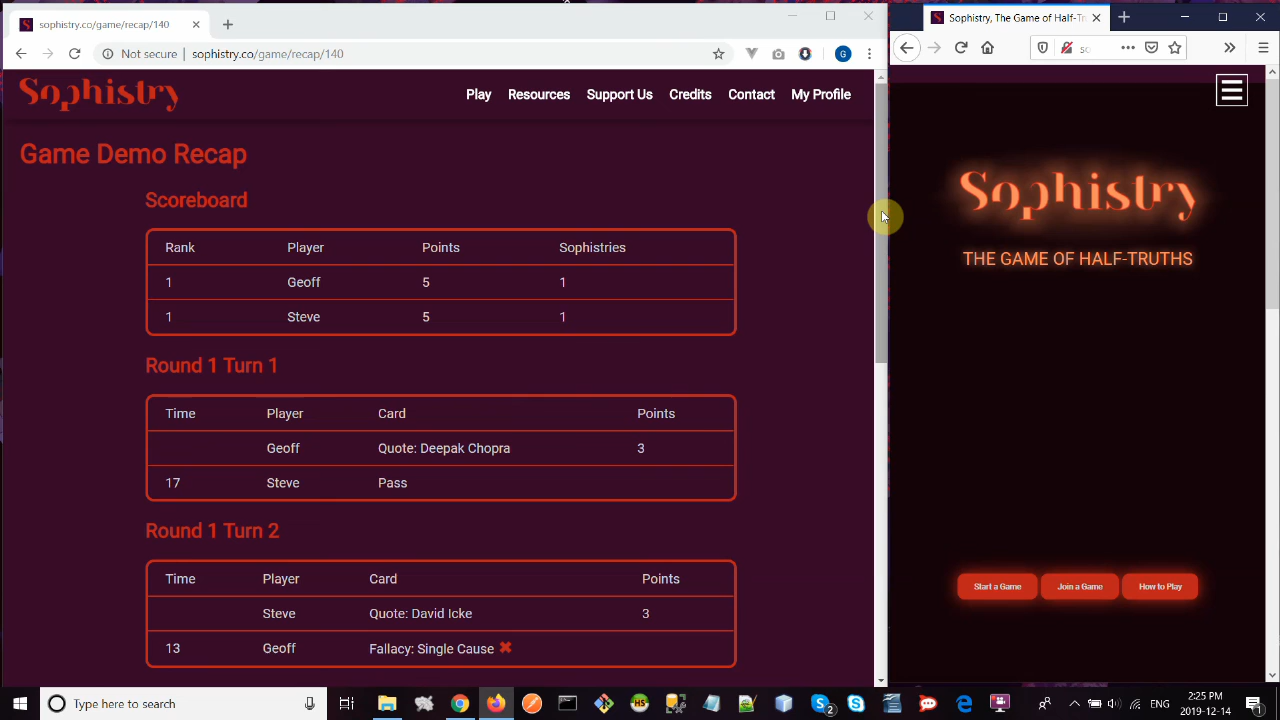 sophistry.co/game/recap/140
Not secure | sophistry.co/game/recap/140
G
Sophistry
Play Resources Support Us Credits Contact My Profile
Game Demo Recap
Scoreboard
Rank Player Points Sophistries
1 Geoff 5 1
1 Steve 5 1
Round 1 Turn 1
Time Player Card Points
Geoff Quote: Deepak Chopra 3
17 Steve Pass
Round 1 Turn 2
Time Player Card Points
Steve Quote: David Icke 3
13 Geoff Fallacy: Single Cause ✖
Sophistry, The Game of Half-Tr
Sophistry
THE GAME OF HALF-TRUTHS
Start a Game Join a Game How to Play
Type here to search
2
ENG
2:25 PM
2019-12-14
1